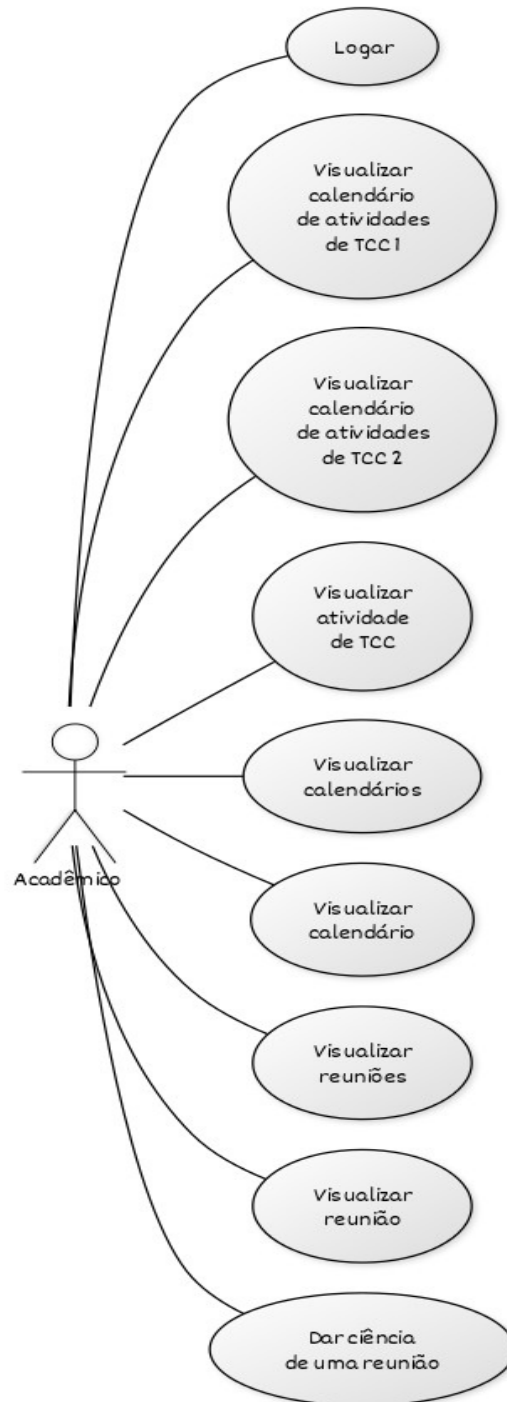 Logar
Visualizar
calendário
de atividades
de TCC 1
Visualizar
calendário
de atividades
de TCC 2
Visualizar
atividade
de TCC
Visualizar
calendários
Acadêmico
Visualizar
calendário
Visualizar
reuniões
Visualizar
reunião
Dar ciência
de uma reunião